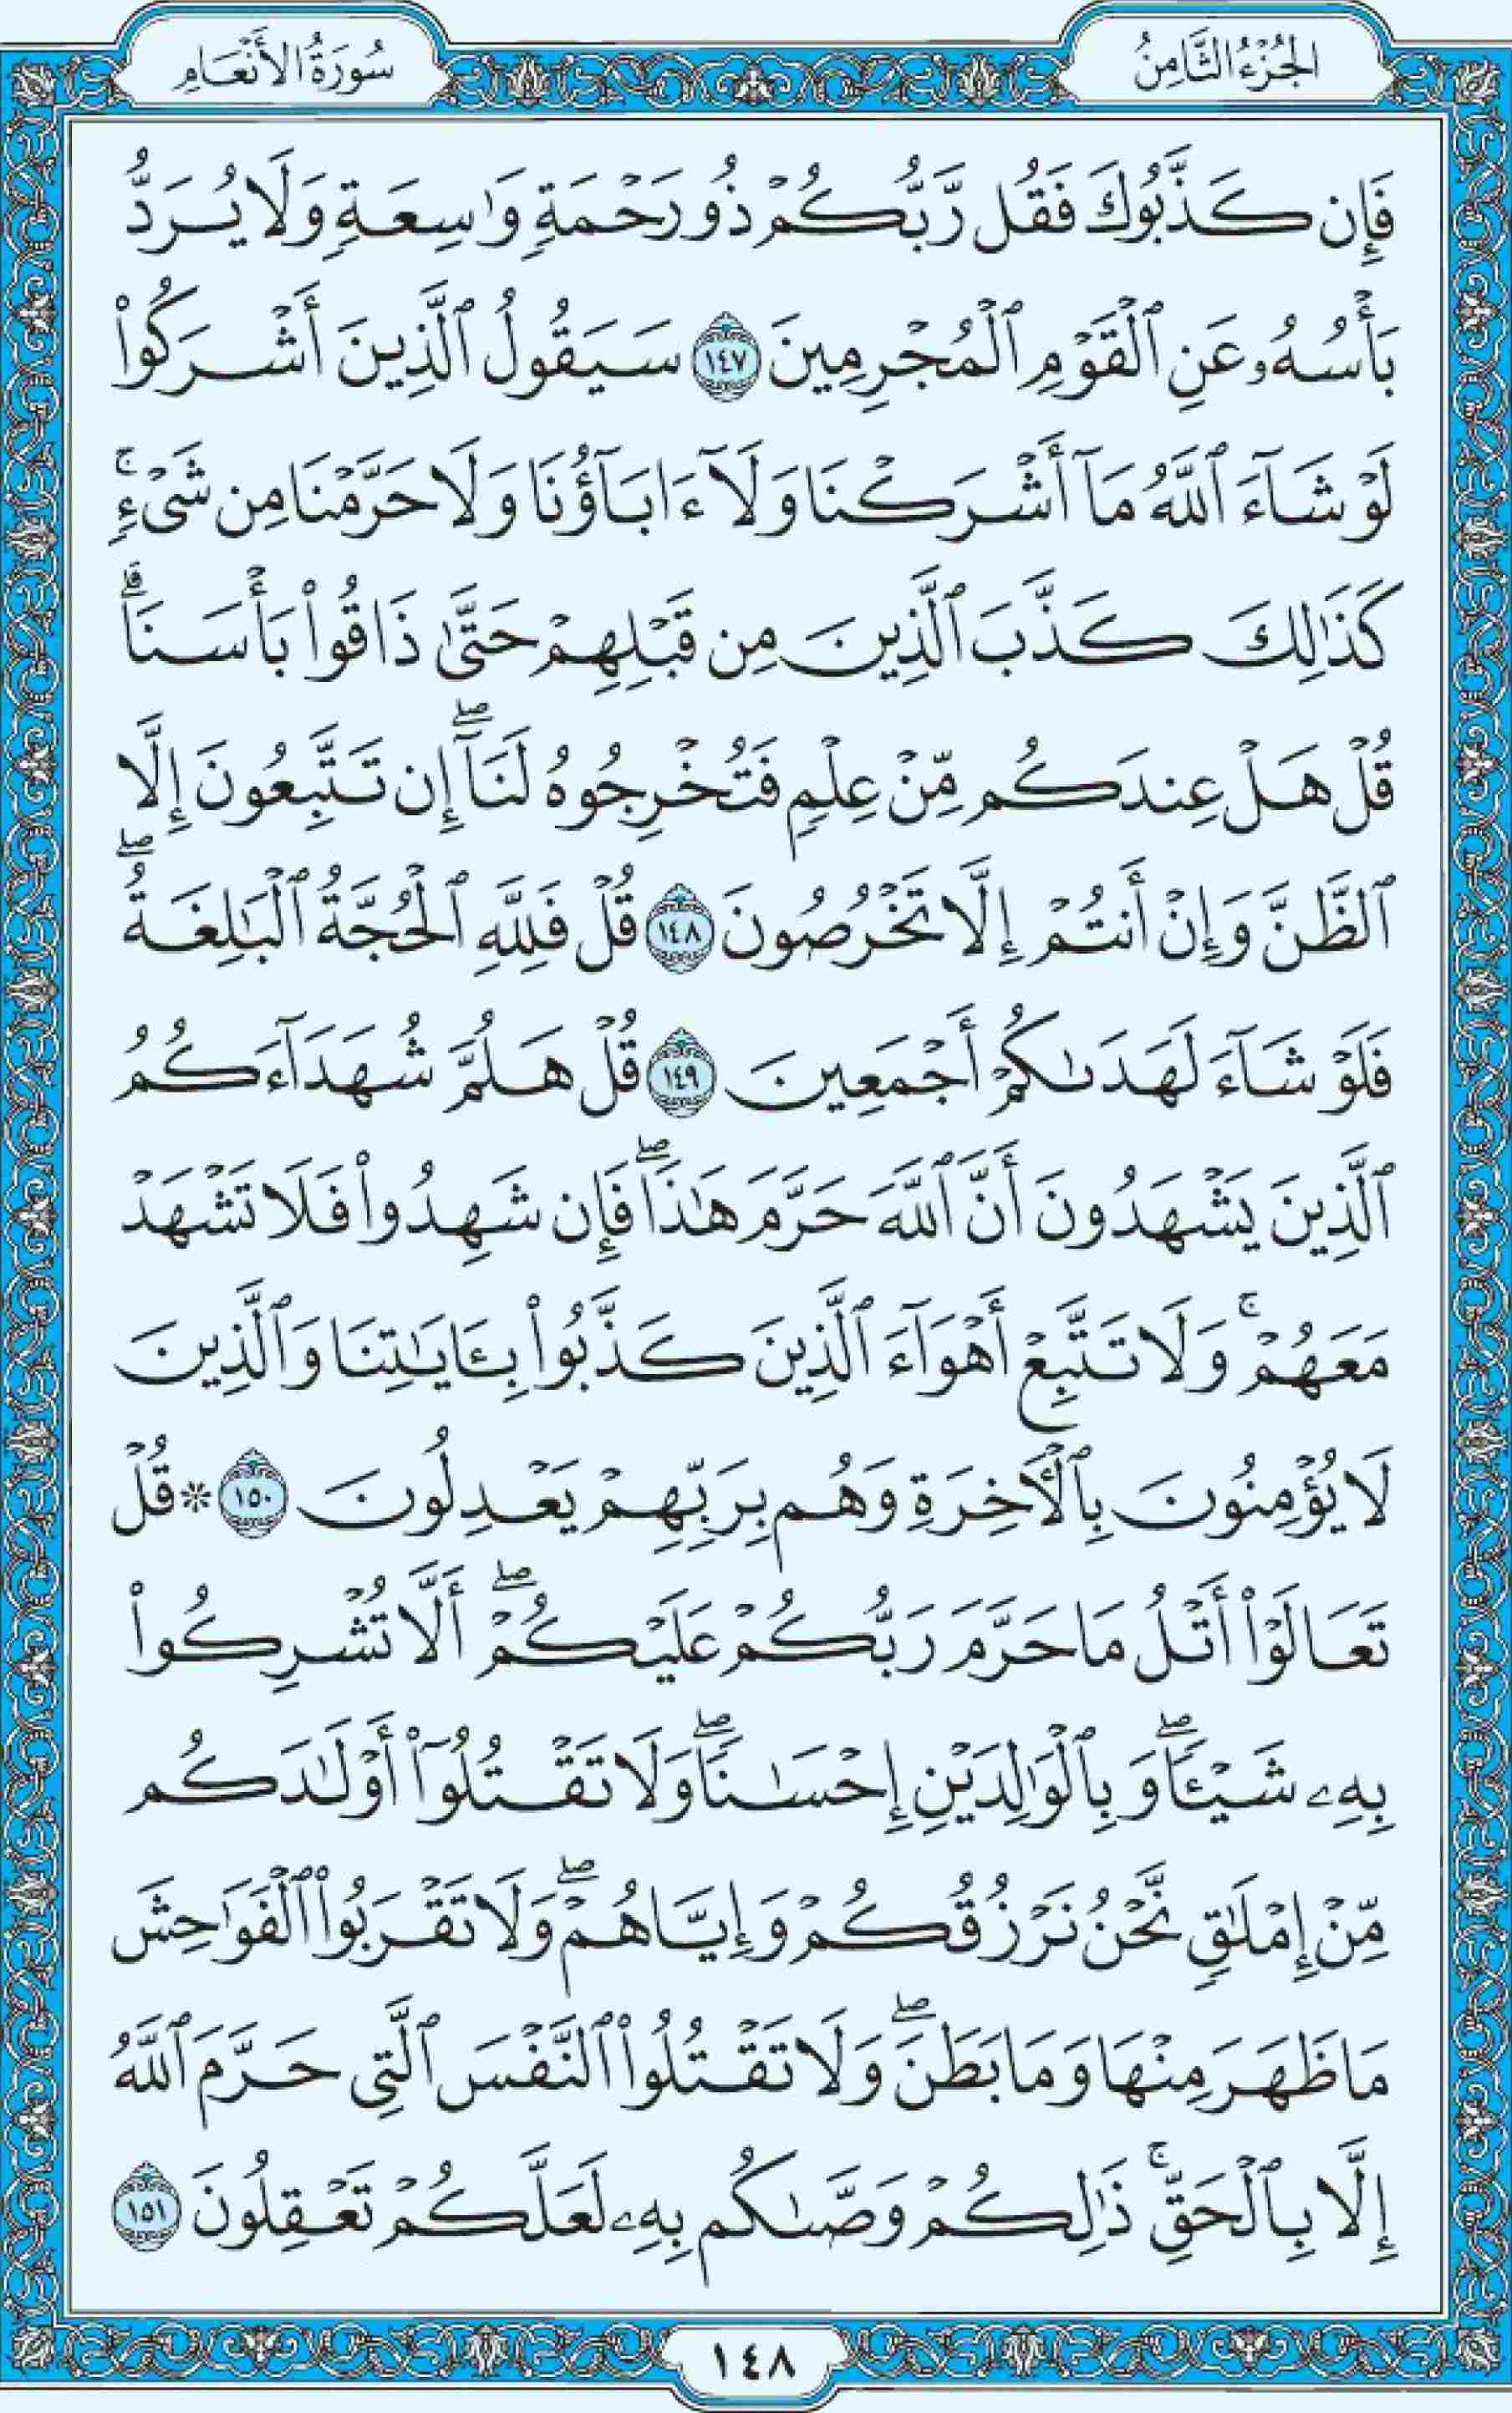 الجُزْءُ الثَّامِنُ
سُورَةُ الأَنْعَامِ
فَإِن كَذَّبُوكَ فَقُل رَّبُّكُمْ ذُو رَحْمَةٍ وَٰسِعَةٍ وَلَا يُرَدُّ
بَأْسُهُۥ عَنِ ٱلْقَوْمِ ٱلْمُجْرِمِينَ ١٤٧ سَيَقُولُ ٱلَّذِينَ أَشْرَكُوا۟
لَوْ شَآءَ ٱللَّهُ مَآ أَشْرَكْنَا وَلَآ ءَابَآؤُنَا وَلَا حَرَّمْنَا مِن شَىْءٍۚ
كَذَٰلِكَ كَذَّبَ ٱلَّذِينَ مِن قَبْلِهِمْ حَتَّىٰ ذَاقُوا۟ بَأْسَنَاۗ
قُلْ هَلْ عِندَكُم مِّنْ عِلْمٍ فَتُخْرِجُوهُ لَنَآۖ إِن تَتَّبِعُونَ إِلَّا
ٱلظَّنَّ وَإِنْ أَنتُمْ إِلَّا تَخْرُصُونَ ١٤٨ قُلْ فَلِلَّهِ ٱلْحُجَّةُ ٱلْبَٰلِغَةُۖ
فَلَوْ شَآءَ لَهَدَىٰكُمْ أَجْمَعِينَ ١٤٩ قُلْ هَلُمَّ شُهَدَآءَكُمُ
ٱلَّذِينَ يَشْهَدُونَ أَنَّ ٱللَّهَ حَرَّمَ هَٰذَاۖ فَإِن شَهِدُوا۟ فَلَا تَشْهَدْ
مَعَهُمْۚ وَلَا تَتَّبِعْ أَهْوَآءَ ٱلَّذِينَ كَذَّبُوا۟ بِـَٔايَٰتِنَا وَٱلَّذِينَ
لَا يُؤْمِنُونَ بِٱلْـَٔاخِرَةِ وَهُم بِرَبِّهِمْ يَعْدِلُونَ ١٥٠ * قُلْ
تَعَالَوْا۟ أَتْلُ مَا حَرَّمَ رَبُّكُمْ عَلَيْكُمْۖ أَلَّا تُشْرِكُوا۟
بِهِۦ شَيْـًٔاۖ وَبِٱلْوَٰلِدَيْنِ إِحْسَٰنًاۖ وَلَا تَقْتُلُوٓا۟ أَوْلَٰدَكُم
مِّنْ إِمْلَٰقٍۢ نَّحْنُ نَرْزُقُكُمْ وَإِيَّاهُمْۖ وَلَا تَقْرَبُوا۟ ٱلْفَوَٰحِشَ
مَا ظَهَرَ مِنْهَا وَمَا بَطَنَۖ وَلَا تَقْتُلُوا۟ ٱلنَّفْسَ ٱلَّتِى حَرَّمَ ٱللَّهُ
إِلَّا بِٱلْحَقِّۚ ذَٰلِكُمْ وَصَّىٰكُم بِهِۦ لَعَلَّكُمْ تَعْقِلُونَ ١٥١
١٤٨